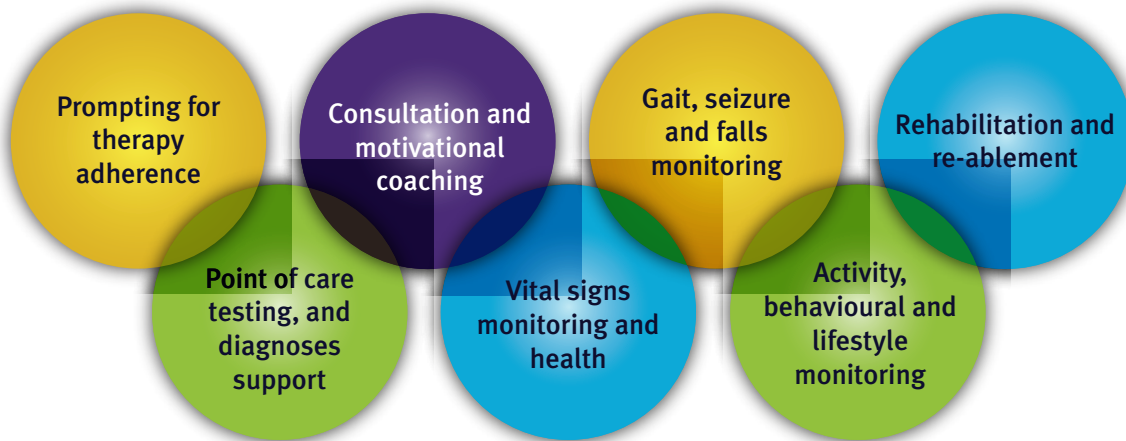 Prompting for
therapy
adherence
Consultation and
motivational
coaching
Gait, seizure
and falls
monitoring
Rehabilitation and
re-ablement
Point of care
testing, and
diagnoses
support
Vital signs
monitoring and
health
Activity,
behavioural and
lifestyle
monitoring